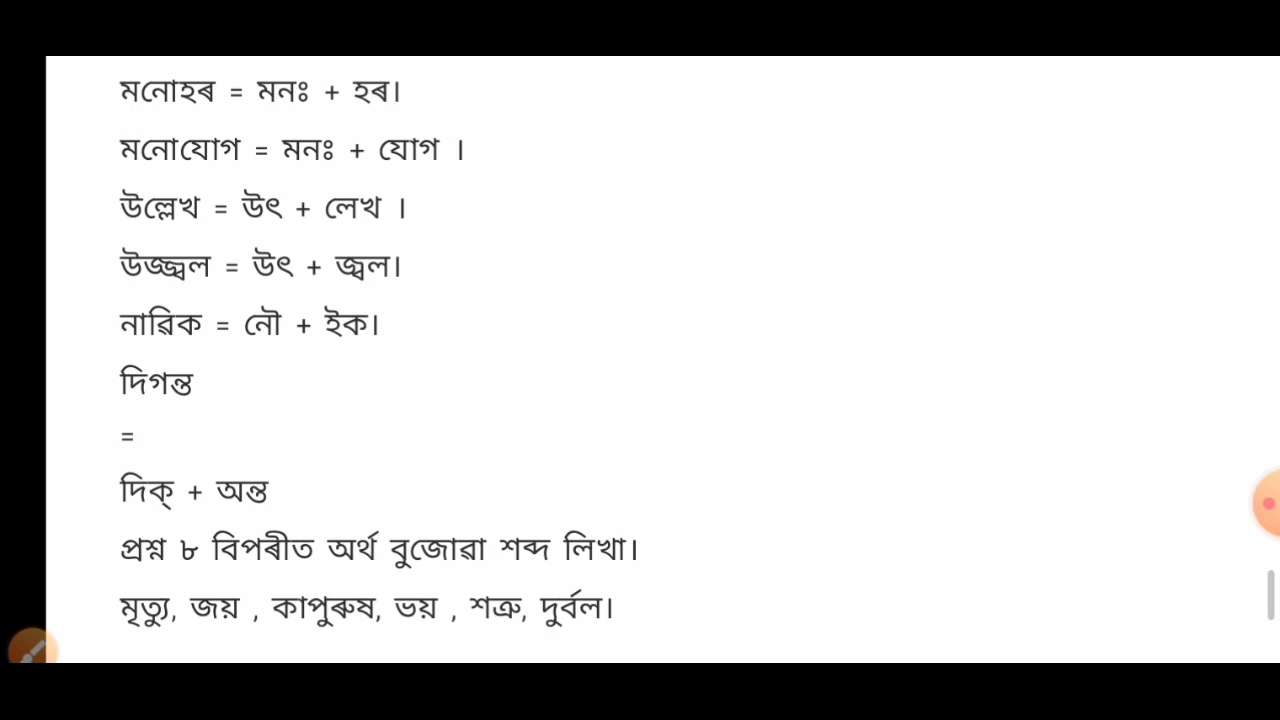 মনোহৰ = মনঃ + হৰ।
মনোযোগ = মনঃ + যোগ ।
উল্লেখ = উৎ + লেখ ।
উজ্জ্বল = উৎ + জ্বল।
নাৱিক = নৌ + ইক।
দিগন্ত
=
দিক্ + অন্ত
প্ৰশ্ন ৮ বিপৰীত অৰ্থ বুজোৱা শব্দ লিখা।
মৃত্যু, জয় , কাপুৰুষ, ভয় , শত্ৰু, দুৰ্বল।